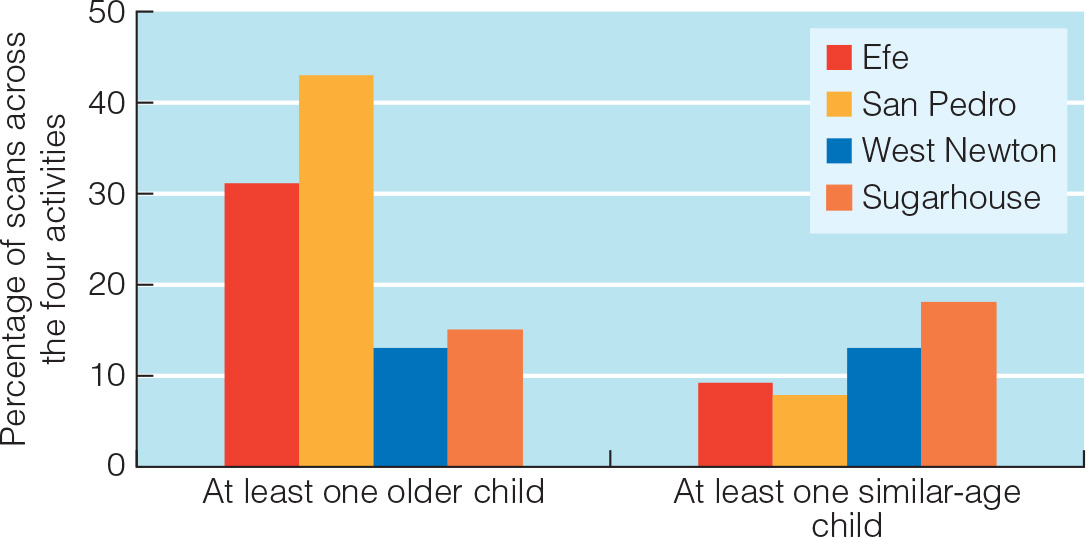 Percentage of scans across
the four activities
50
40
30
20
10
0
Efe
San Pedro
West Newton
Sugarhouse
At least one older child
At least one similar-age
child